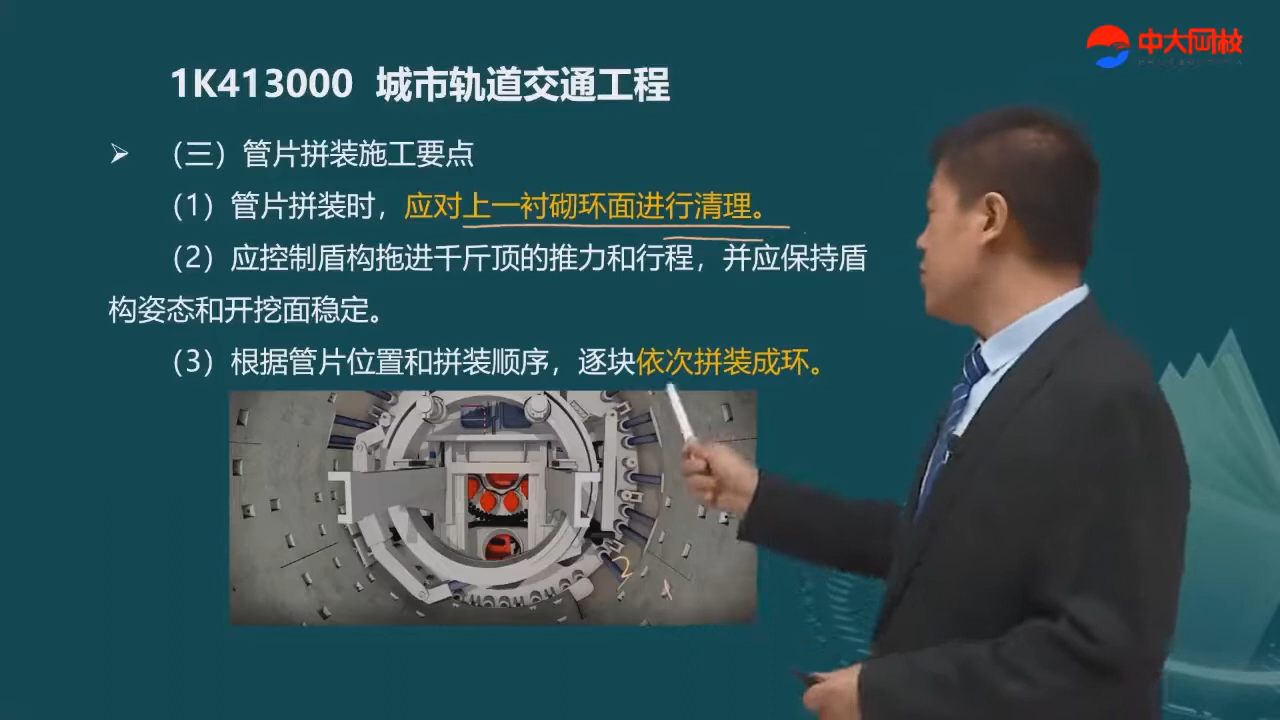 中大网校
1K413000 城市轨道交通工程
（三）管片拼装施工要点
（1）管片拼装时，应对上一衬砌环面进行清理。
（2）应控制盾构拖进千斤顶的推力和行程，并应保持盾
构姿态和开挖面稳定。
（3）根据管片位置和拼装顺序，逐块依次拼装成环。